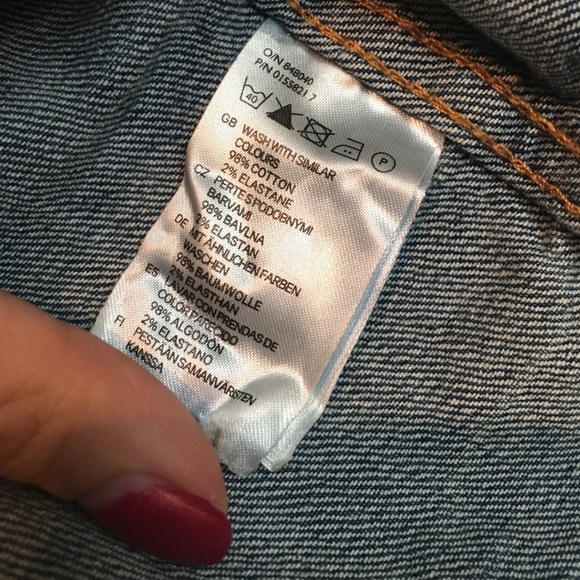 O/N 848040
P/N 0155821 7
40 P
GB WASH WITH SIMILAR
COLOURS
98% COTTON
2% ELASTANE
CZ PERTE S PODOBNÝMI
BARVAMI
98% BAVLNA
2% ELASTAN
DE MIT ÄHNLICHEN FARBEN
WASCHEN
98% BAUMWOLLE
2% ELASTHAN
ES LAVAR CON PRENDAS DE
COLOR PARECIDO
98% ALGODÓN
2% ELASTANO
FI PESTÄÄN SAMANVÄRISTEN
KANSSA